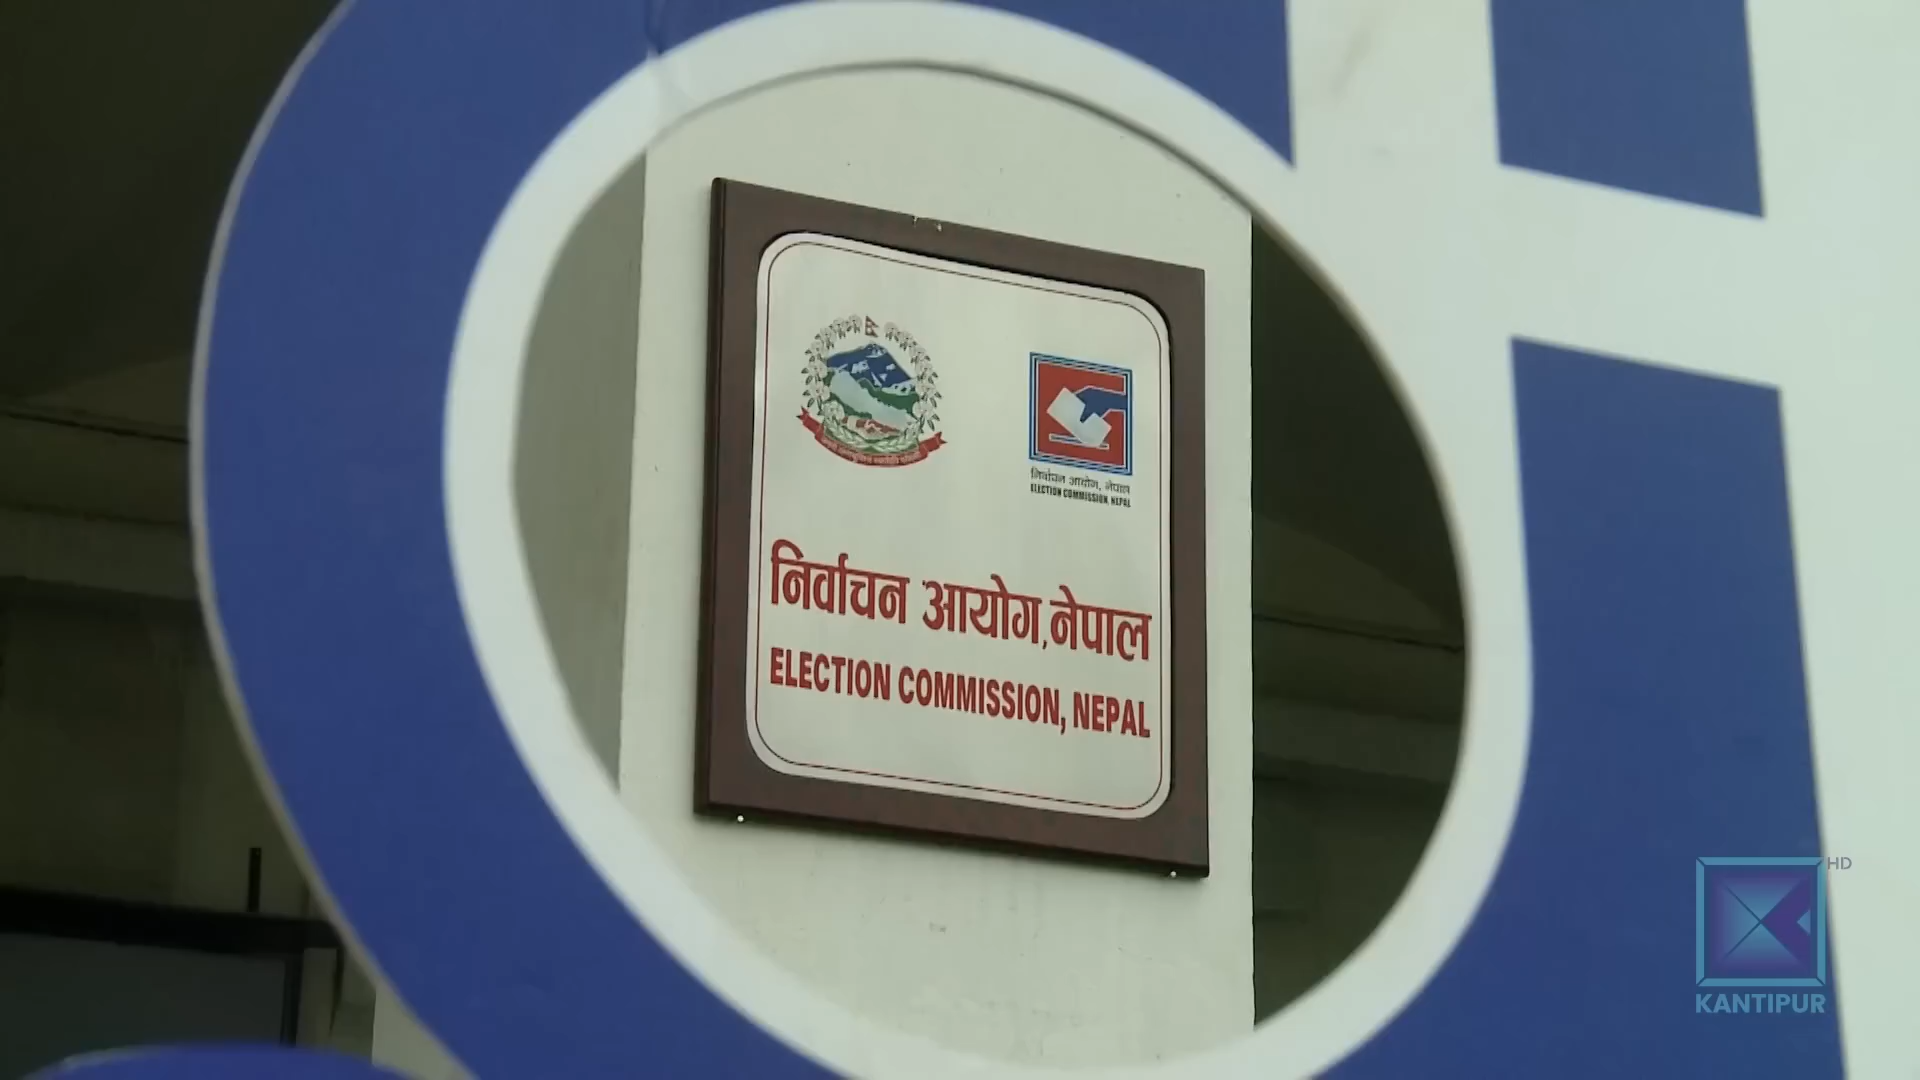 निर्वाचन आयोग, नेपाल
ELECTION COMMISSION, NEPAL
निर्वाचन आयोग, नेपाल
ELECTION COMMISSION, NEPAL
HD
KANTIPUR